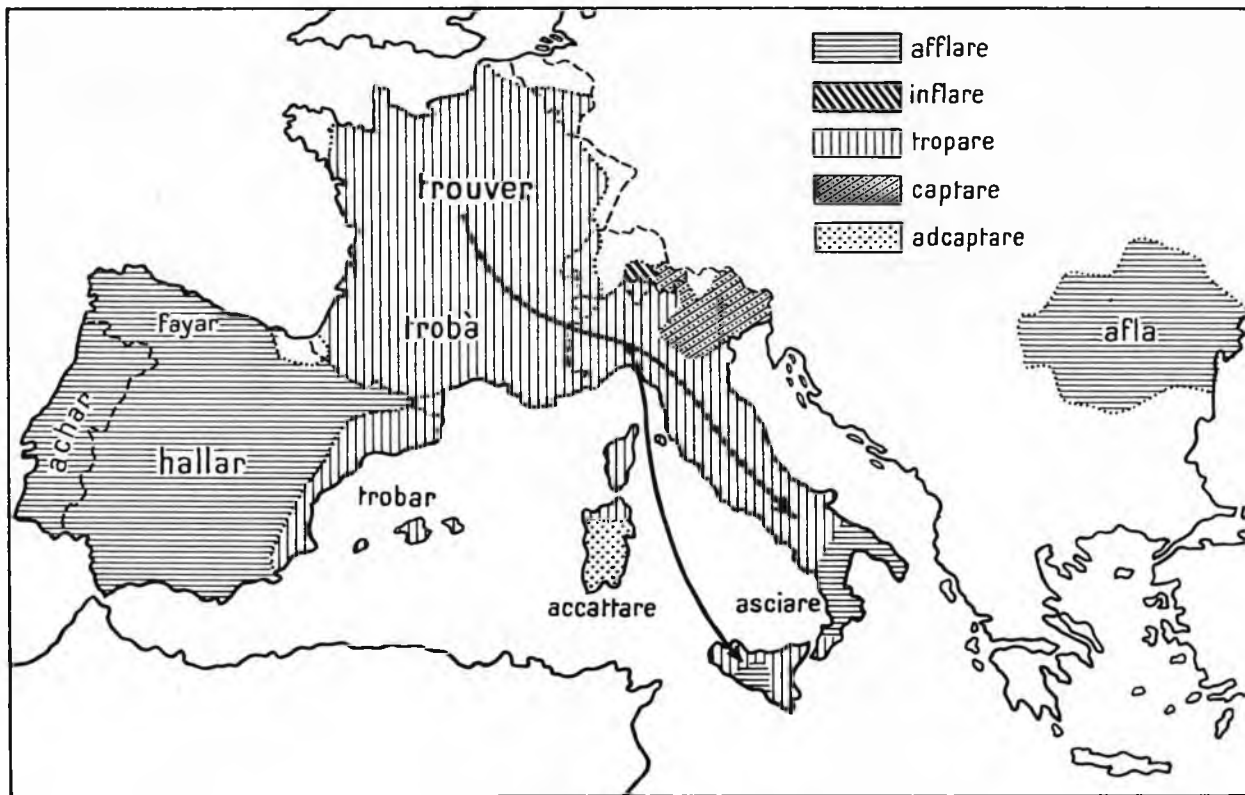 afflare
inflare
tropare
captare
adcaptare
trouver
trobà
fayar
achar
hallar
trobar
accattare
asciare
afla